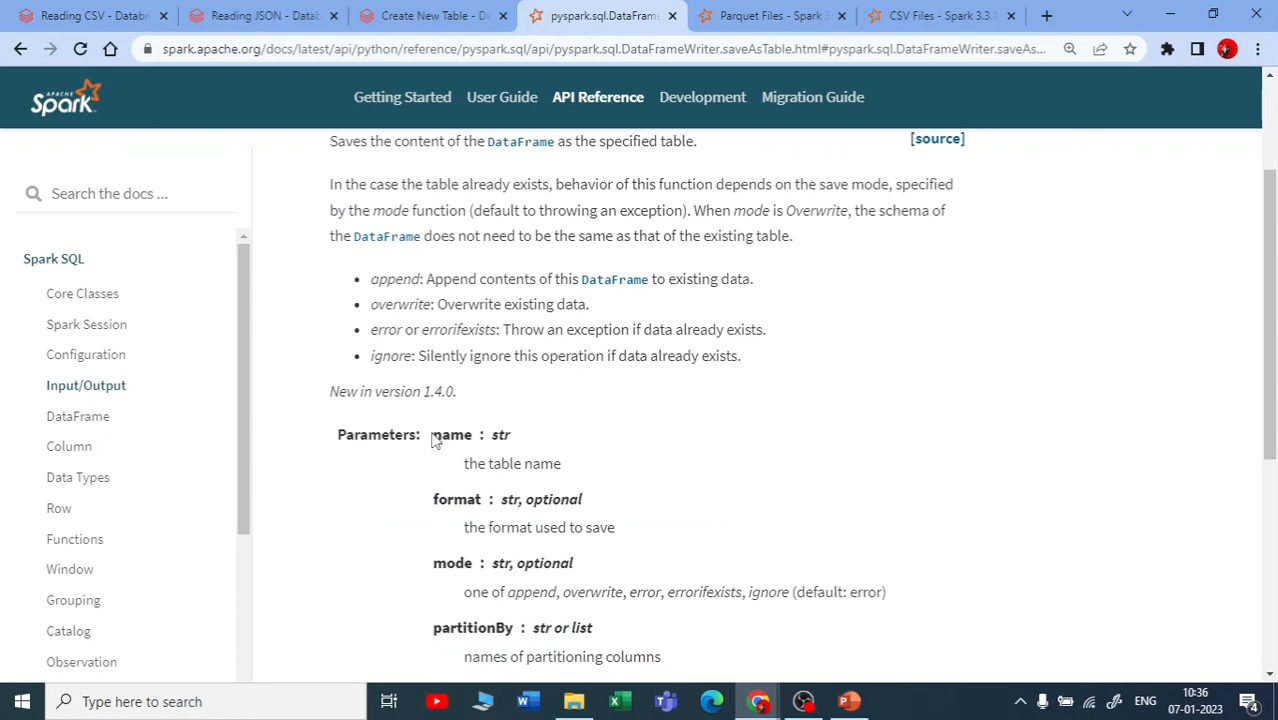 Reading CSV - Databri
Reading JSON - Databr
Create New Table - Da
pyspark.sql.DataFrame
Parquet Files - Spark 3
CSV Files - Spark 3.3.1
spark.apache.org/docs/latest/api/python/reference/pyspark.sql/api/pyspark.sql.DataFrameWriter.saveAsTable.html#pyspark.sql.DataFrameWriter.saveAs...
APACHE
Spark
Getting Started
User Guide
API Reference
Development
Migration Guide
Search the docs ...
Spark SQL
Core Classes
Spark Session
Configuration
Input/Output
DataFrame
Column
Data Types
Row
Functions
Window
Grouping
Catalog
Observation
Saves the content of the DataFrame as the specified table.
[source]
In the case the table already exists, behavior of this function depends on the save mode, specified
by the mode function (default to throwing an exception). When mode is Overwrite, the schema of
the DataFrame does not need to be the same as that of the existing table.
• append: Append contents of this DataFrame to existing data.
• overwrite: Overwrite existing data.
• error or errorifexists: Throw an exception if data already exists.
• ignore: Silently ignore this operation if data already exists.
New in version 1.4.0.
Parameters: name : str
the table name
format : str, optional
the format used to save
mode : str, optional
one of append, overwrite, error, errorifexists, ignore (default: error)
partitionBy : str or list
names of partitioning columns
Type here to search
ENG
10:36
07-01-2023
4